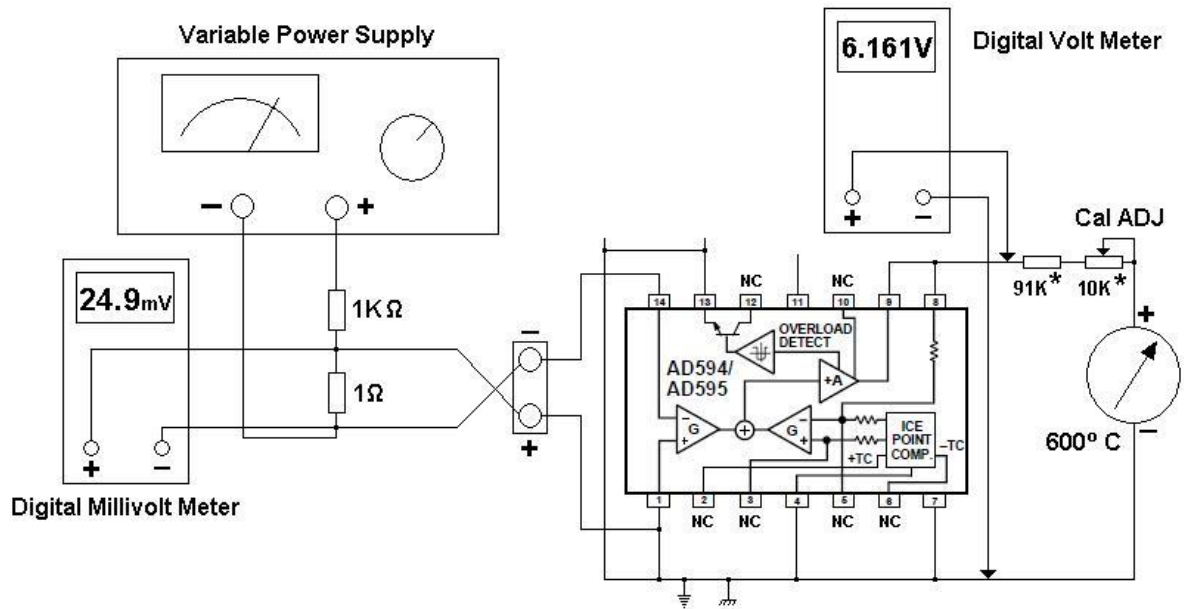 Variable Power Supply
6.161V
Digital Volt Meter
− +
+ −
Cal ADJ
24.9mV
1KΩ
1Ω
+ −
Digital Millivolt Meter
−
+
NC NC
14 13 12 11 10 9 8
91K* 10K*
OVERLOAD
DETECT
AD594/
AD595
+A
− G +
G − +
ICE
POINT
COMP.
+TC −TC
1 2 3 4 5 6 7
NC NC NC NC
+
−
600º C